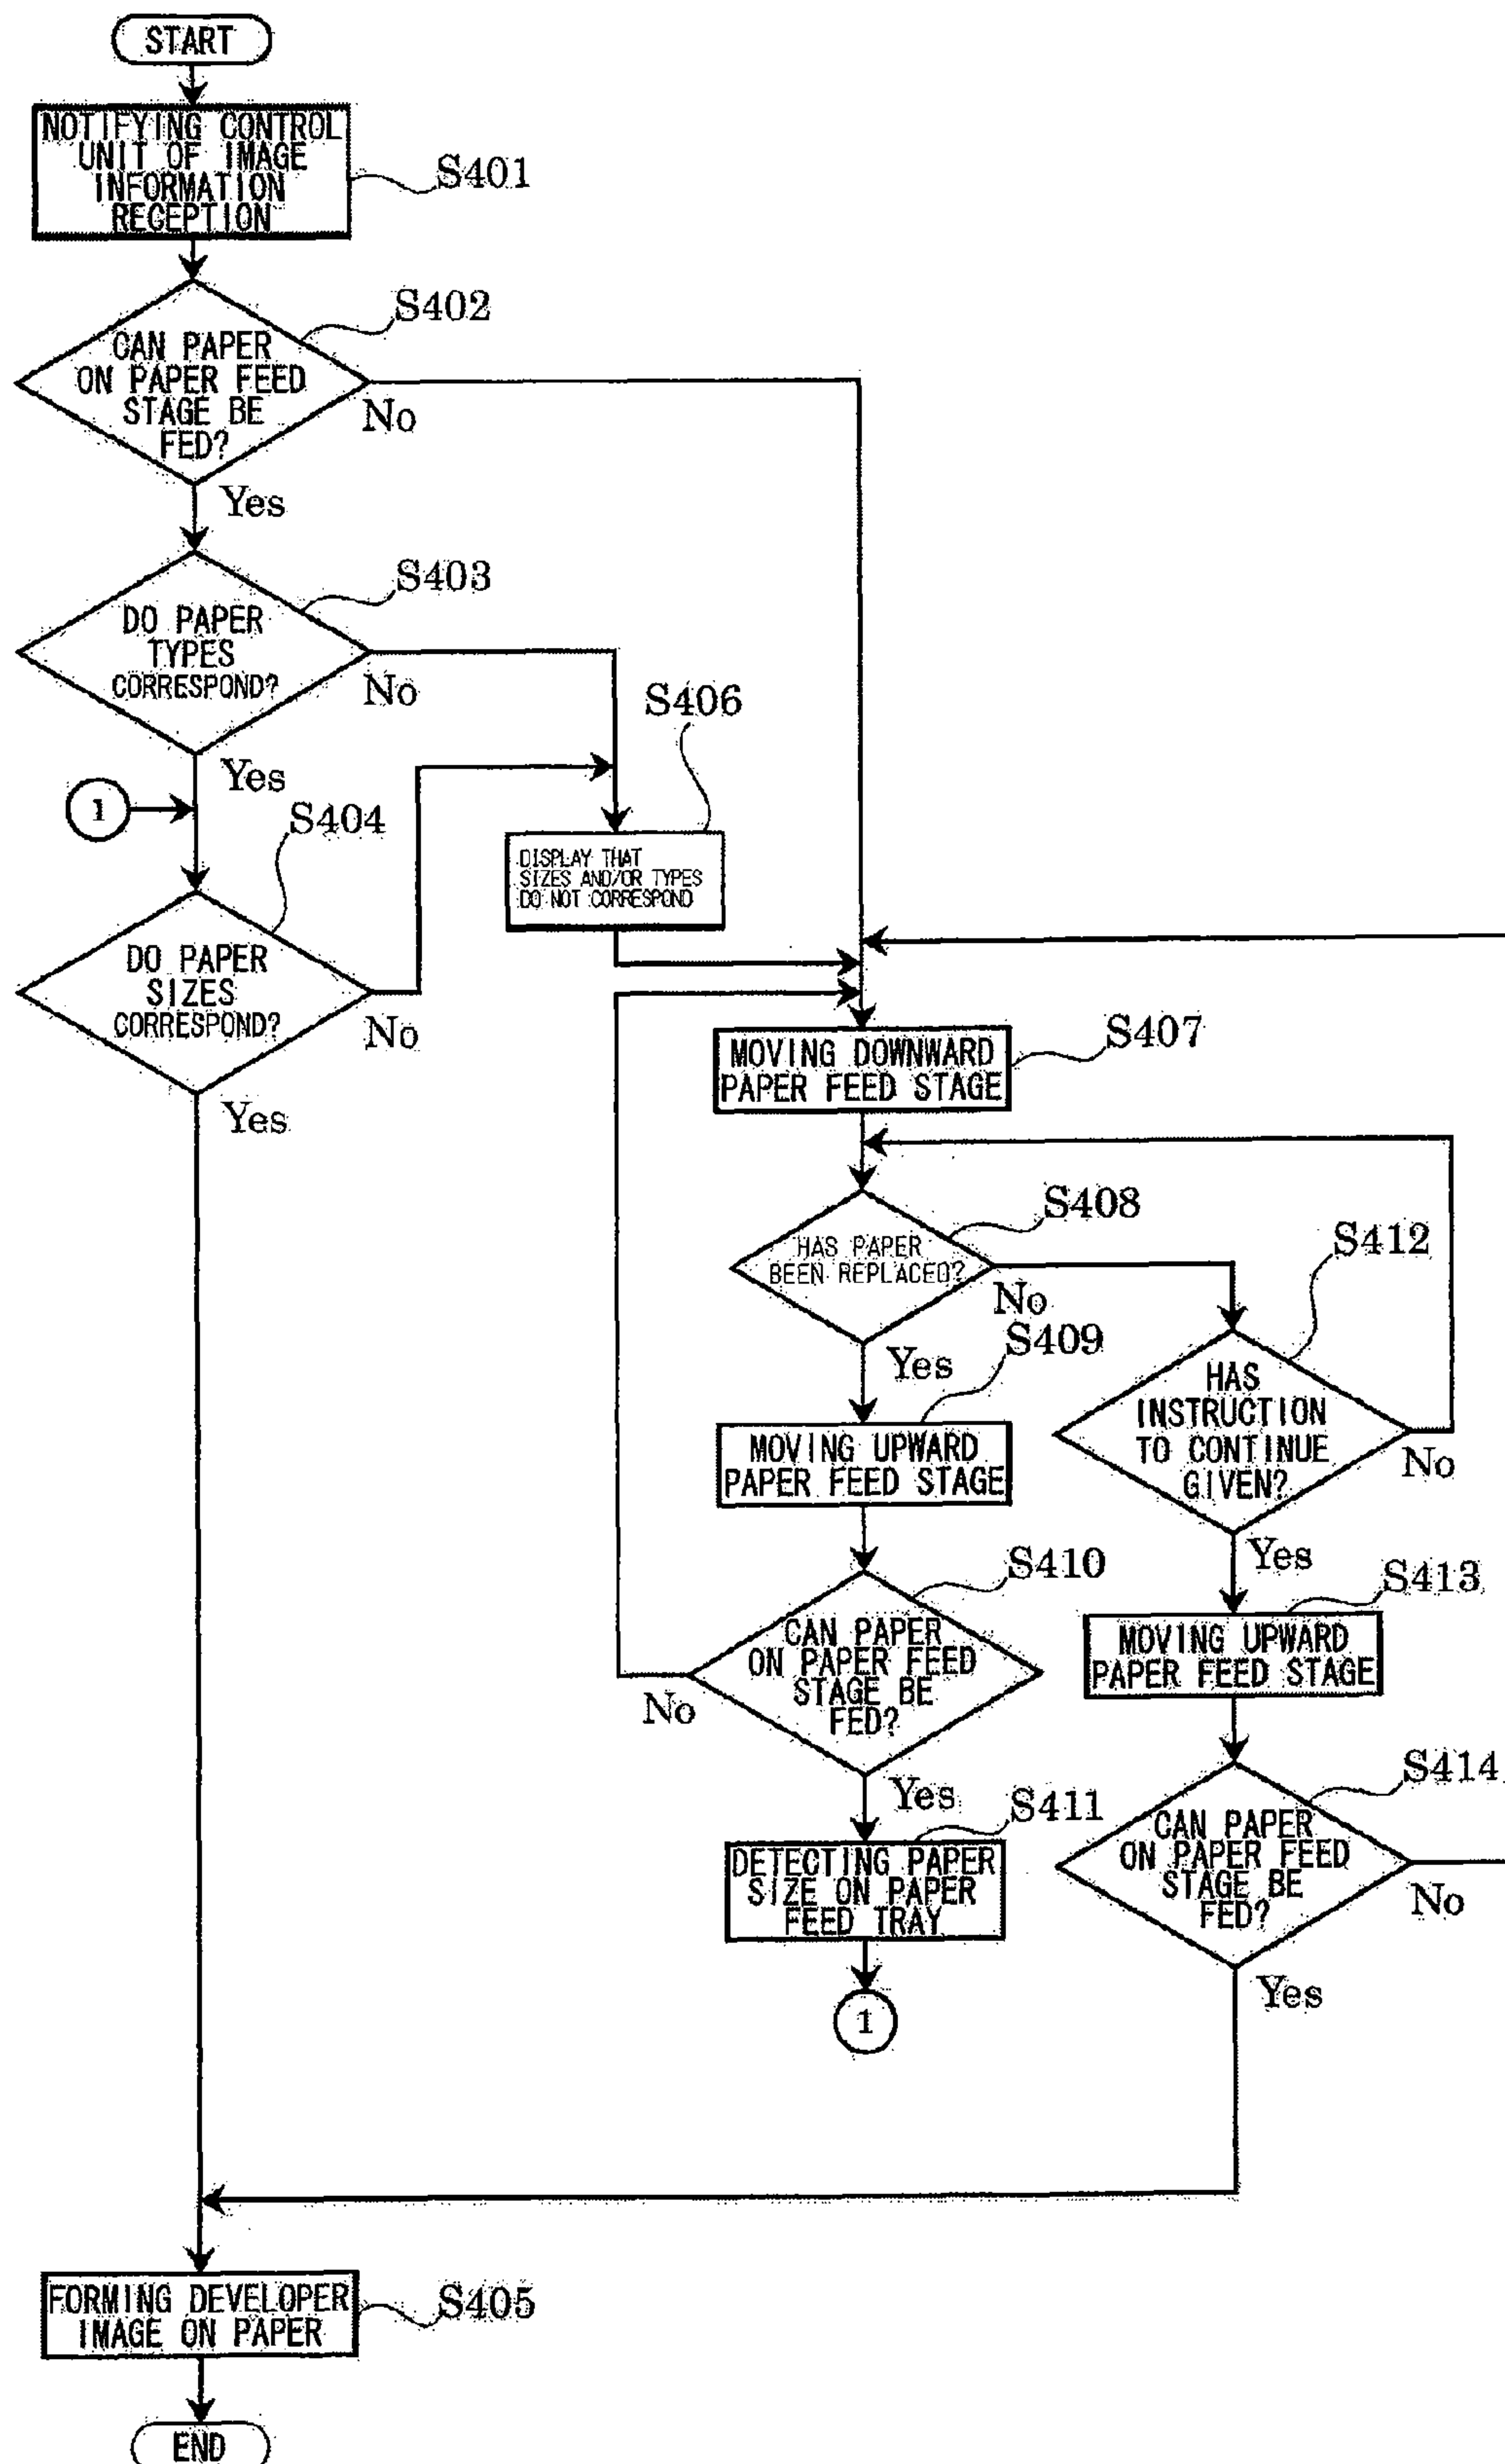 START
NOTIFYING CONTROL
UNIT OF IMAGE
INFORMATION
RECEPTION
S401
S402
CAN PAPER
ON PAPER FEED
STAGE BE
FED?
No
Yes
S403
DO PAPER
TYPES
CORRESPOND?
No
Yes
1
S404
DO PAPER
SIZES
CORRESPOND?
No
Yes
S406
DISPLAY THAT
SIZES AND/OR TYPES
DO NOT CORRESPOND
MOVING DOWNWARD
PAPER FEED STAGE
S407
S408
HAS PAPER
BEEN REPLACED?
No
Yes
S409
MOVING UPWARD
PAPER FEED STAGE
S410
CAN PAPER
ON PAPER FEED
STAGE BE
FED?
No
Yes
S411
DETECTING PAPER
SIZE ON PAPER
FEED TRAY
1
S412
HAS
INSTRUCTION
TO CONTINUE
GIVEN?
No
Yes
S413
MOVING UPWARD
PAPER FEED STAGE
S414
CAN PAPER
ON PAPER FEED
STAGE BE
FED?
No
Yes
FORMING DEVELOPER
IMAGE ON PAPER
S405
END